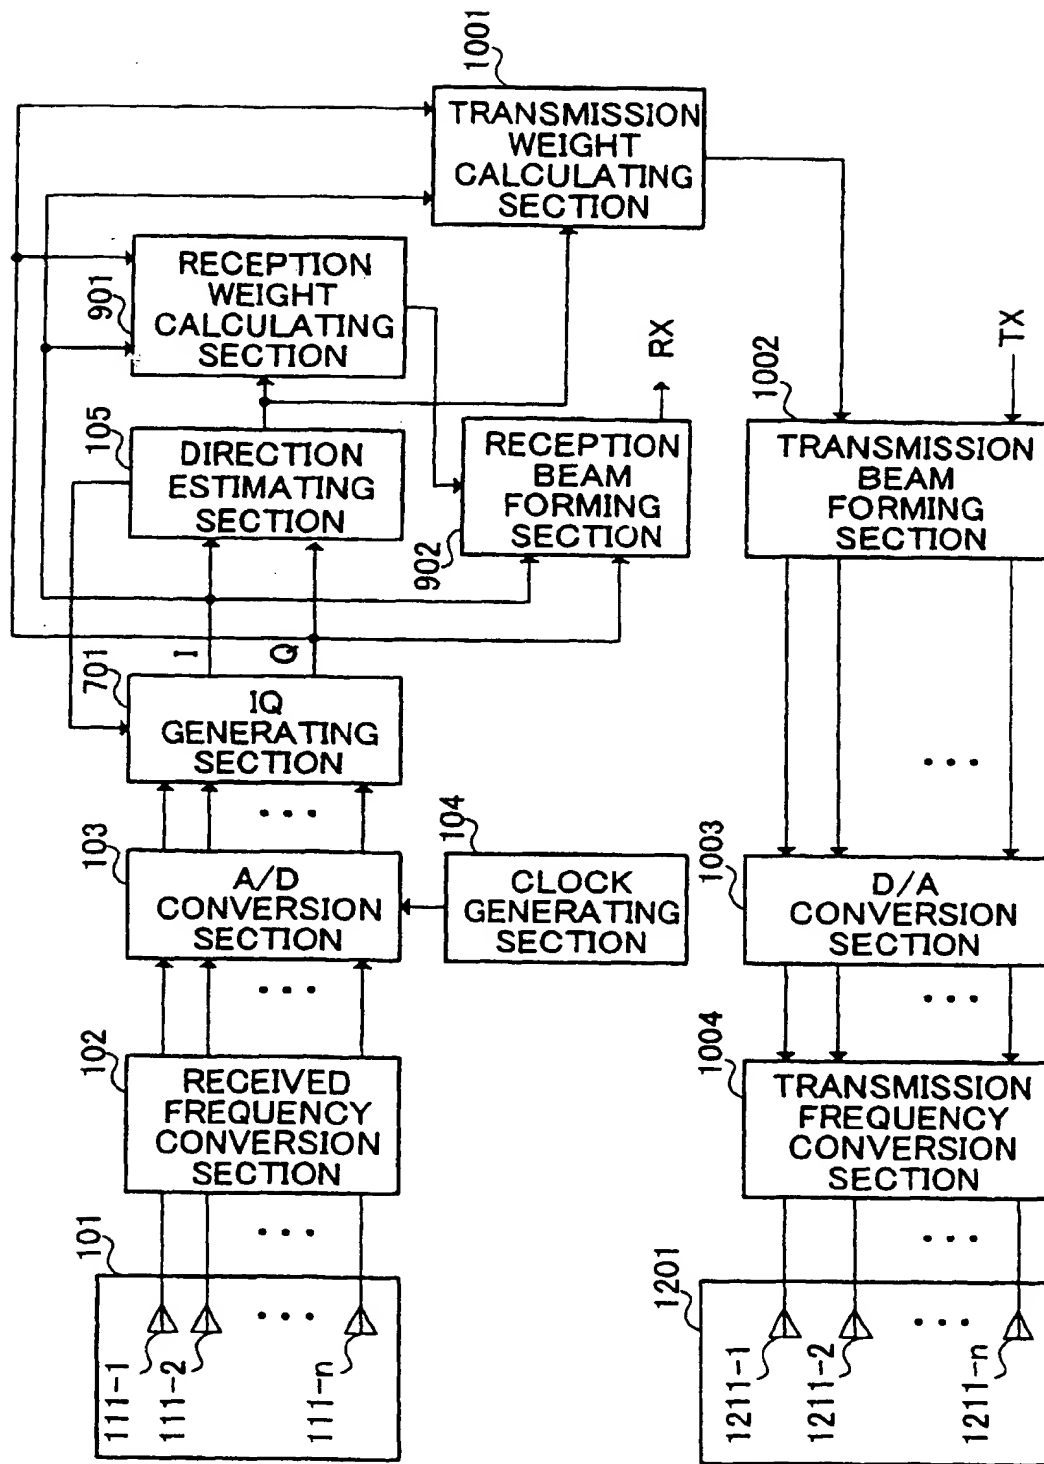 101
111-1
111-2
111-n
102
RECEIVED
FREQUENCY
CONVERSION
SECTION
103
A/D
CONVERSION
SECTION
104
CLOCK
GENERATING
SECTION
701
IQ
GENERATING
SECTION
I
Q
105
DIRECTION
ESTIMATING
SECTION
901
RECEPTION
WEIGHT
CALCULATING
SECTION
902
RECEPTION
BEAM
FORMING
SECTION
RX
1001
TRANSMISSION
WEIGHT
CALCULATING
SECTION
1002
TRANSMISSION
BEAM
FORMING
SECTION
TX
1003
D/A
CONVERSION
SECTION
1004
TRANSMISSION
FREQUENCY
CONVERSION
SECTION
1201
1211-1
1211-2
1211-n